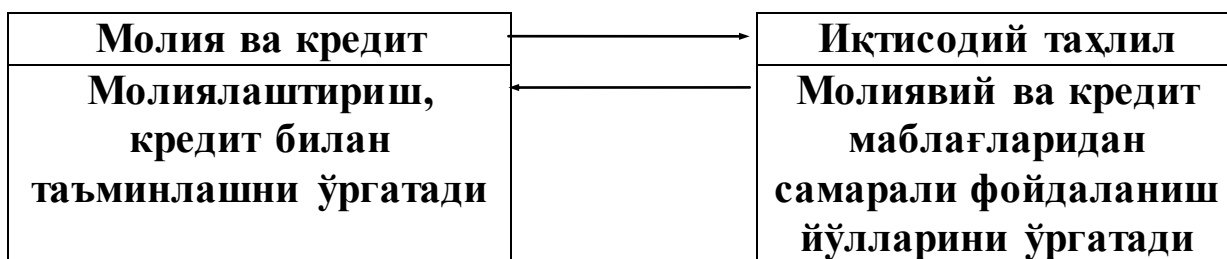 Молия ва кредит
Молиялаштириш,
кредит билан
таъминлашни ўргатади
Иқтисодий таҳлил
Молиявий ва кредит
маблағларидан
самарали фойдаланиш
йўлларини ўргатади